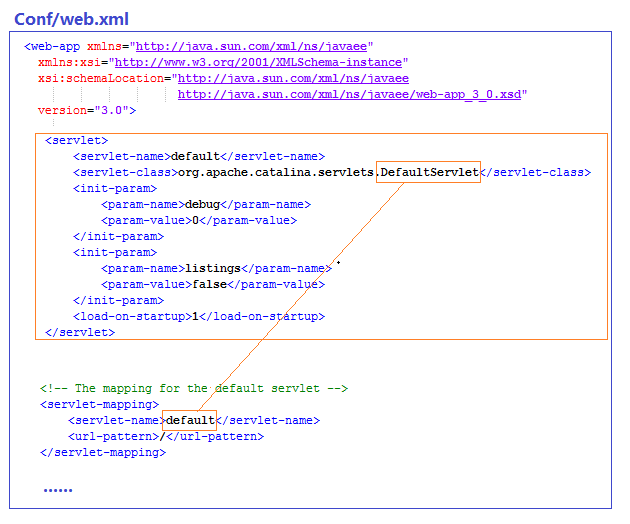 Conf/web.xml
<web-app xmlns="http://java.sun.com/xml/ns/javaee"
xmlns:xsi="http://www.w3.org/2001/XMLSchema-instance"
xsi:schemaLocation="http://java.sun.com/xml/ns/javaee
http://java.sun.com/xml/ns/javaee/web-app_3_0.xsd"
version="3.0">
<servlet>
<servlet-name>default</servlet-name>
<servlet-class>org.apache.catalina.servlets.DefaultServlet</servlet-class>
<init-param>
<param-name>debug</param-name>
<param-value>0</param-value>
</init-param>
<init-param>
<param-name>listings</param-name>
<param-value>false</param-value>
</init-param>
<load-on-startup>1</load-on-startup>
</servlet>
<!-- The mapping for the default servlet -->
<servlet-mapping>
<servlet-name>default</servlet-name>
<url-pattern>/</url-pattern>
</servlet-mapping>
......